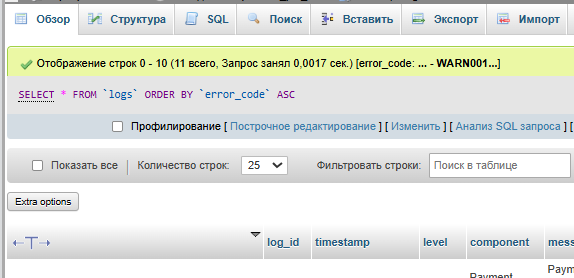 Обзор Структура SQL Поиск Вставить Экспорт Импорт
Отображение строк 0 - 10 (11 всего, Запрос занял 0,0017 сек.) [error_code: ... - WARN001...]
SELECT * FROM `logs` ORDER BY `error_code` ASC
Профилирование [ Построчное редактирование ] [ Изменить ] [ Анализ SQL запроса ] [
Показать все Количество строк: 25 Фильтровать строки: Поиск в таблице
Extra options
←T→ log_id timestamp level component mess
Payment Paym